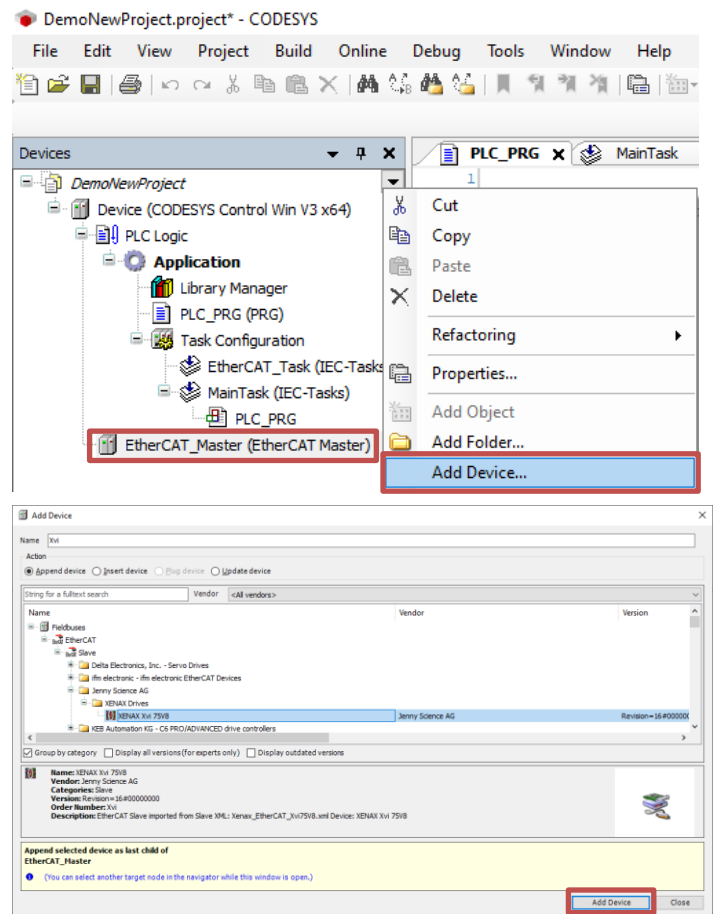 DemoNewProject.project* - CODESYS
File Edit View Project Build Online Debug Tools Window Help
Devices
PLC_PRG
MainTask
1
DemoNewProject
Device (CODESYS Control Win V3 x64)
PLC Logic
Application
Library Manager
PLC_PRG (PRG)
Task Configuration
EtherCAT_Task (IEC-Tasks
MainTask (IEC-Tasks)
PLC_PRG
EtherCAT_Master (EtherCAT Master)
Cut
Copy
Paste
Delete
Refactoring
Properties...
Add Object
Add Folder...
Add Device...
Add Device
Name Xvi
Action
Append device Insert device Plug device Update device
String for a fulltext search Vendor <All vendors>
Name Vendor Version
Fieldbuses
EtherCAT
Slave
Delta Electronics, Inc. - Servo Drives
ifm electronic - ifm electronic EtherCAT Devices
Jenny Science AG
XENAX Drives
XENAX Xvi 75V8 Jenny Science AG Revision=16#000000
KEB Automation KG - C6 PRO/ADVANCED drive controllers
Group by category Display all versions (for experts only) Display outdated versions
Name: XENAX Xvi 75V8
Vendor: Jenny Science AG
Categories: Slave
Version: Revision=16#00000000
Order Number: Xvi
Description: EtherCAT Slave imported from Slave XML: Xenax_EtherCAT_Xvi75V8.xml Device: XENAX Xvi 75V8
Append selected device as last child of
EtherCAT_Master
(You can select another target node in the navigator while this window is open.)
Add Device Close